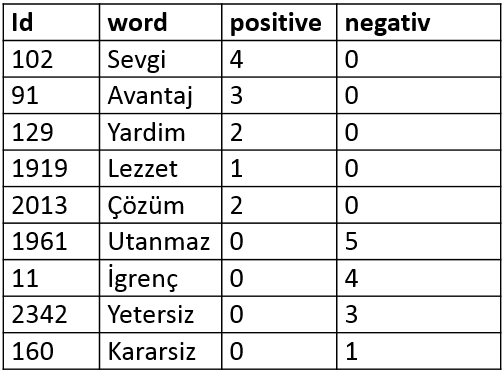 Id word positive negativ
102 Sevgi 4 0
91 Avantaj 3 0
129 Yardim 2 0
1919 Lezzet 1 0
2013 Çözüm 2 0
1961 Utanmaz 0 5
11 İgrenç 0 4
2342 Yetersiz 0 3
160 Kararsiz 0 1